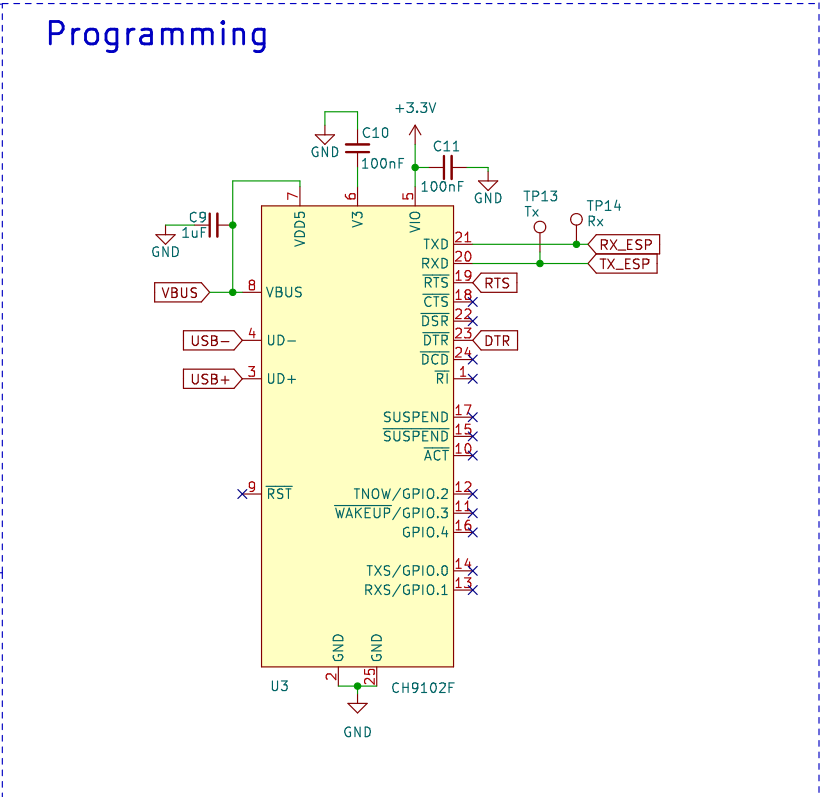 Programming
+3.3V
C10
100nF
GND
C11
100nF
GND
C9
1uF
GND
7
6
5
VDD5
V3
VIO
TP13
Tx
TP14
Rx
TXD 21 RX_ESP
RXD 20 TX_ESP
RTS 19 RTS
VBUS 8 VBUS
CTS 18
DSR 22
USB- 4 UD-
DTR 23 DTR
DCD 24
USB+ 3 UD+
RI 1
SUSPEND 17
SUSPEND 15
ACT 10
9 RST
TNOW/GPIO.2 12
WAKEUP/GPIO.3 11
GPIO.4 16
TXS/GPIO.0 14
RXS/GPIO.1 13
GND
GND
2
25
U3
CH9102F
GND